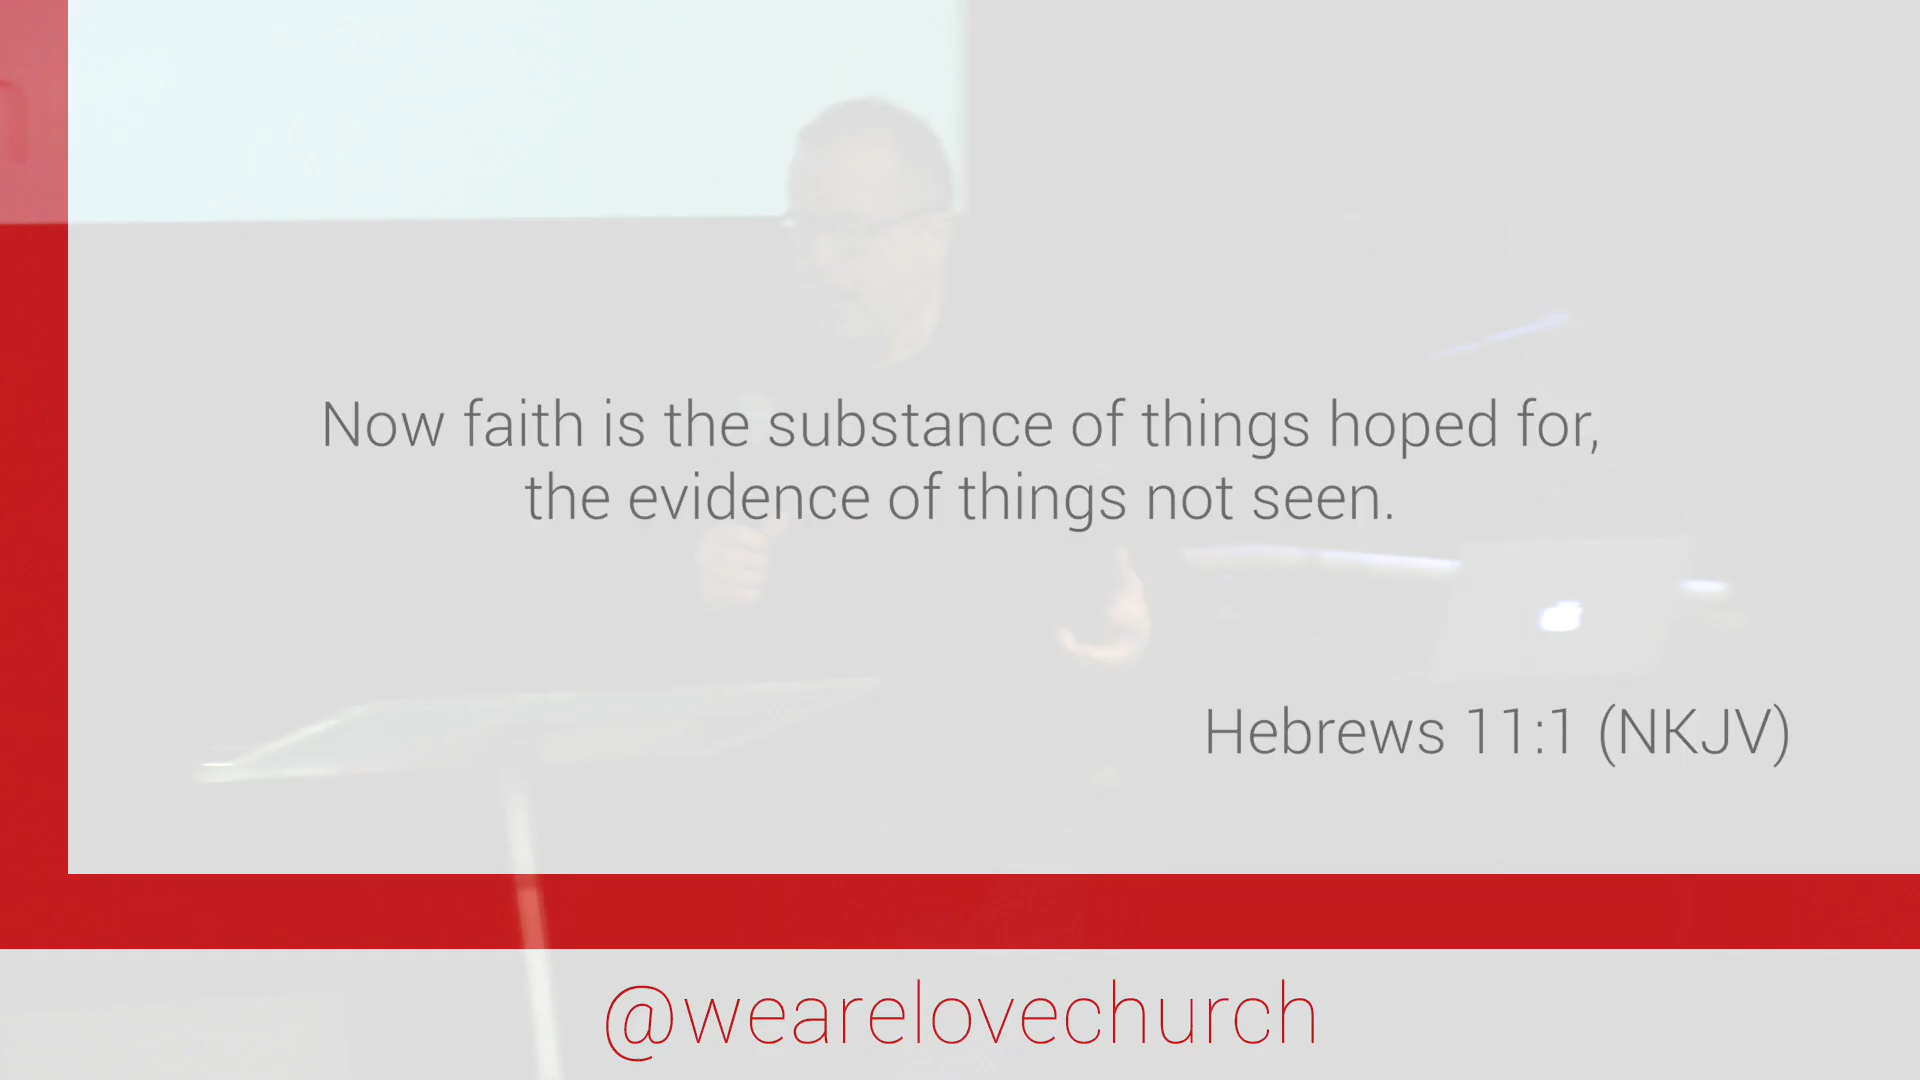 Now faith is the substance of things hoped for,
the evidence of things not seen.
Hebrews 11:1 (NKJV)
@wearelovechurch